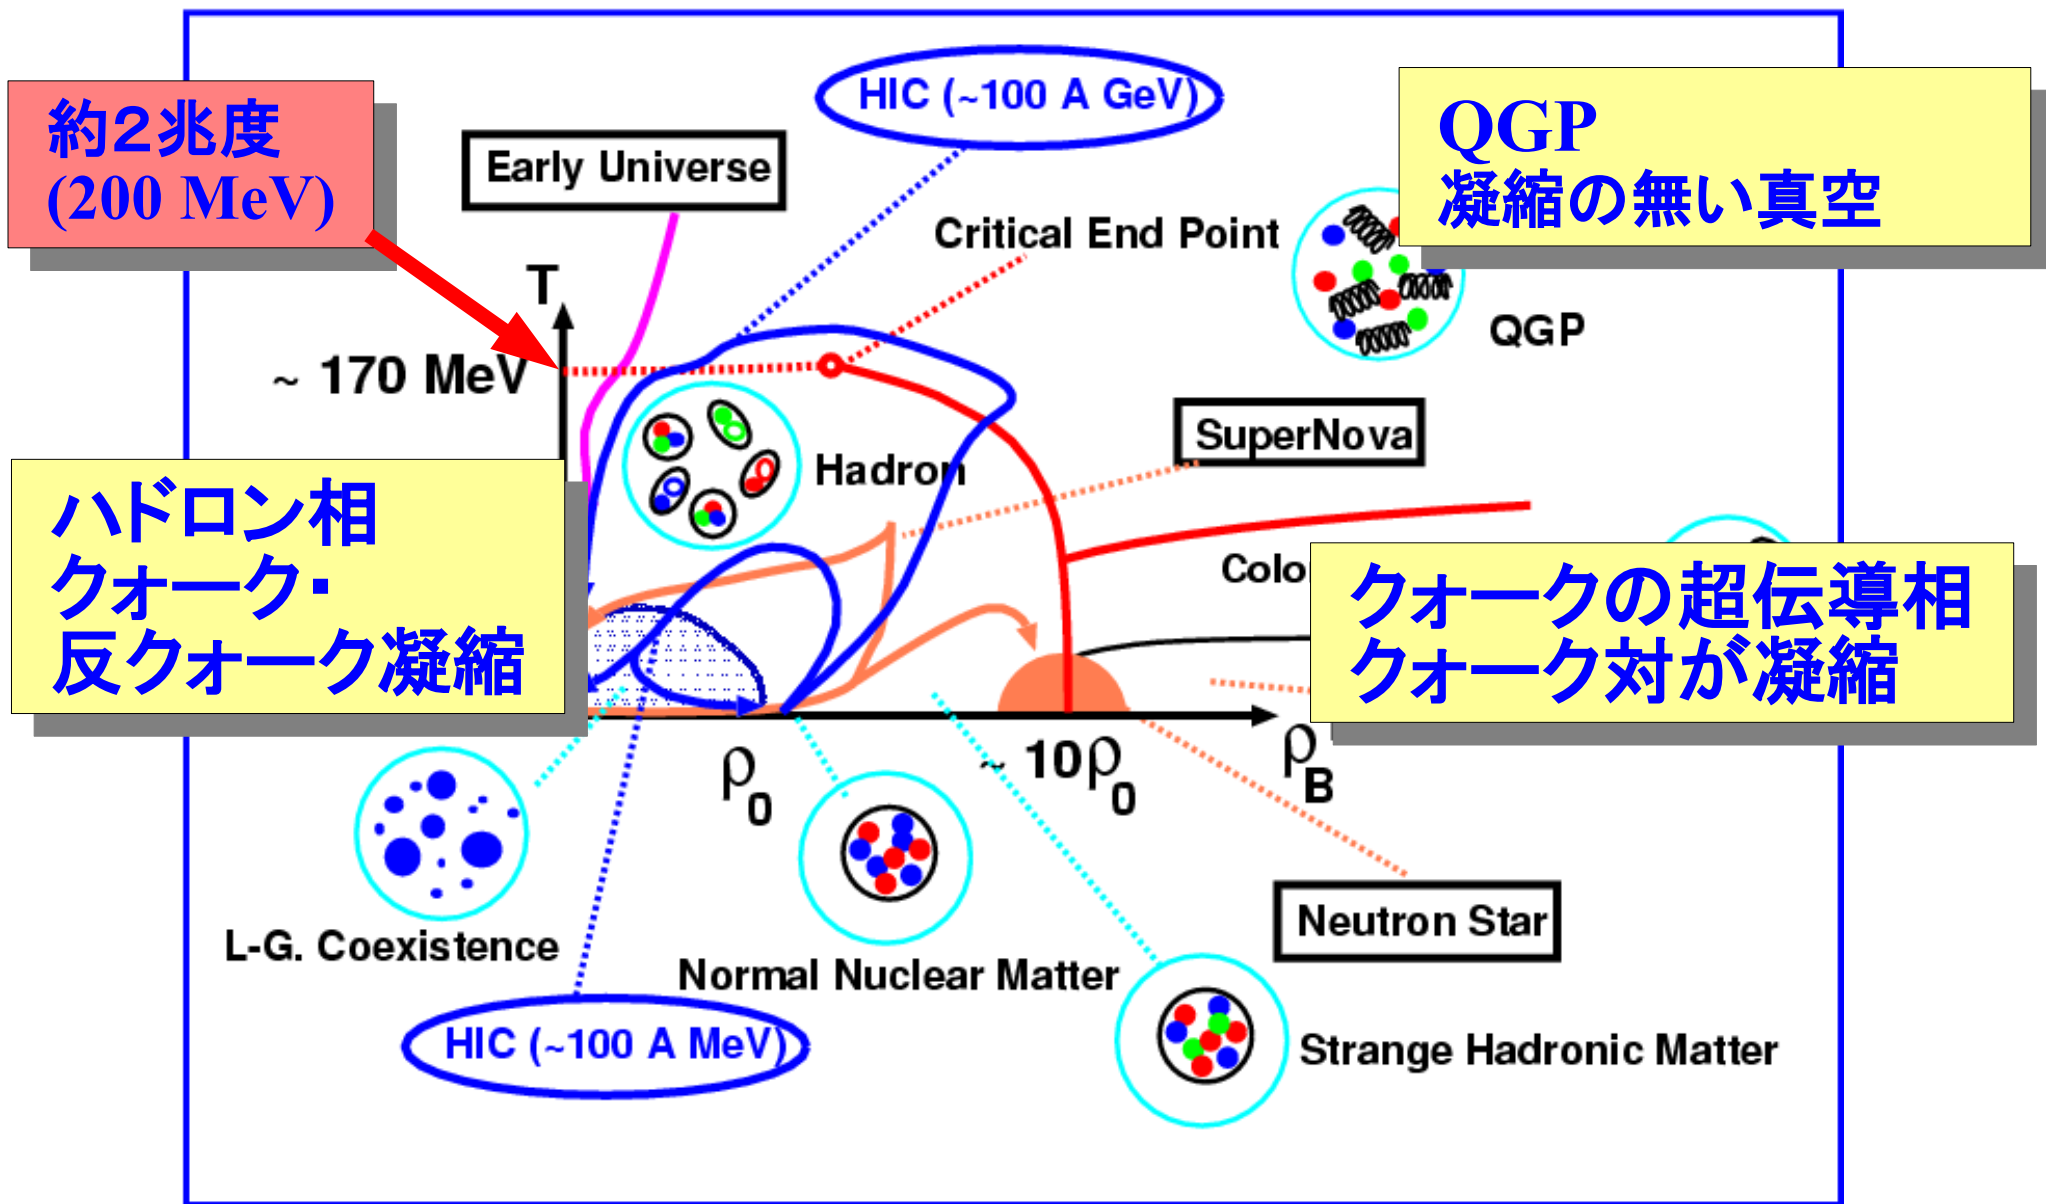 HIC (~100 A GeV)
約2兆度
(200 MeV)
QGP
凝縮の無い真空
Early Universe
Critical End Point
T
QGP
~ 170 MeV
SuperNova
Hadron
ハドロン相
クォーク・
反クォーク凝縮
クォークの超伝導相
クォーク対が凝縮
ρ0
~ 10ρ0
ρB
L-G. Coexistence
Normal Nuclear Matter
Neutron Star
HIC (~100 A MeV)
Strange Hadronic Matter